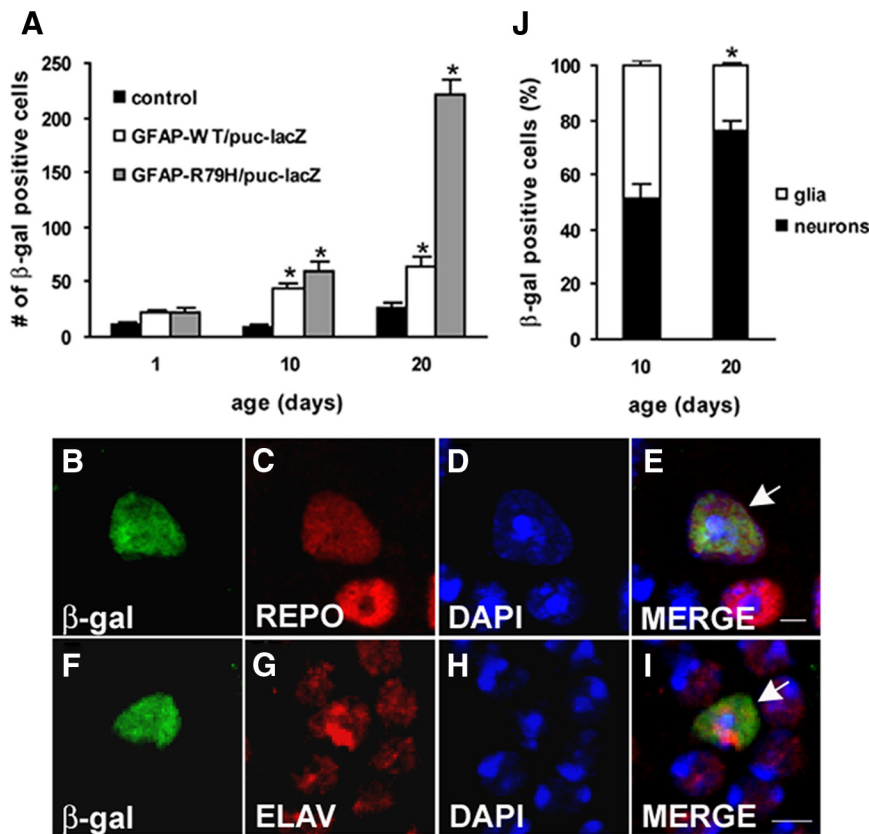 A
# of β-gal positive cells
250
200
150
100
50
0
control
GFAP-WT/puc-lacZ
GFAP-R79H/puc-lacZ
*
*
*
*
1
10
20
age (days)
J
β-gal positive cells (%)
100
80
60
40
20
0
*
glia
neurons
10
20
age (days)
B
β-gal
C
REPO
D
DAPI
E
MERGE
F
β-gal
G
ELAV
H
DAPI
I
MERGE